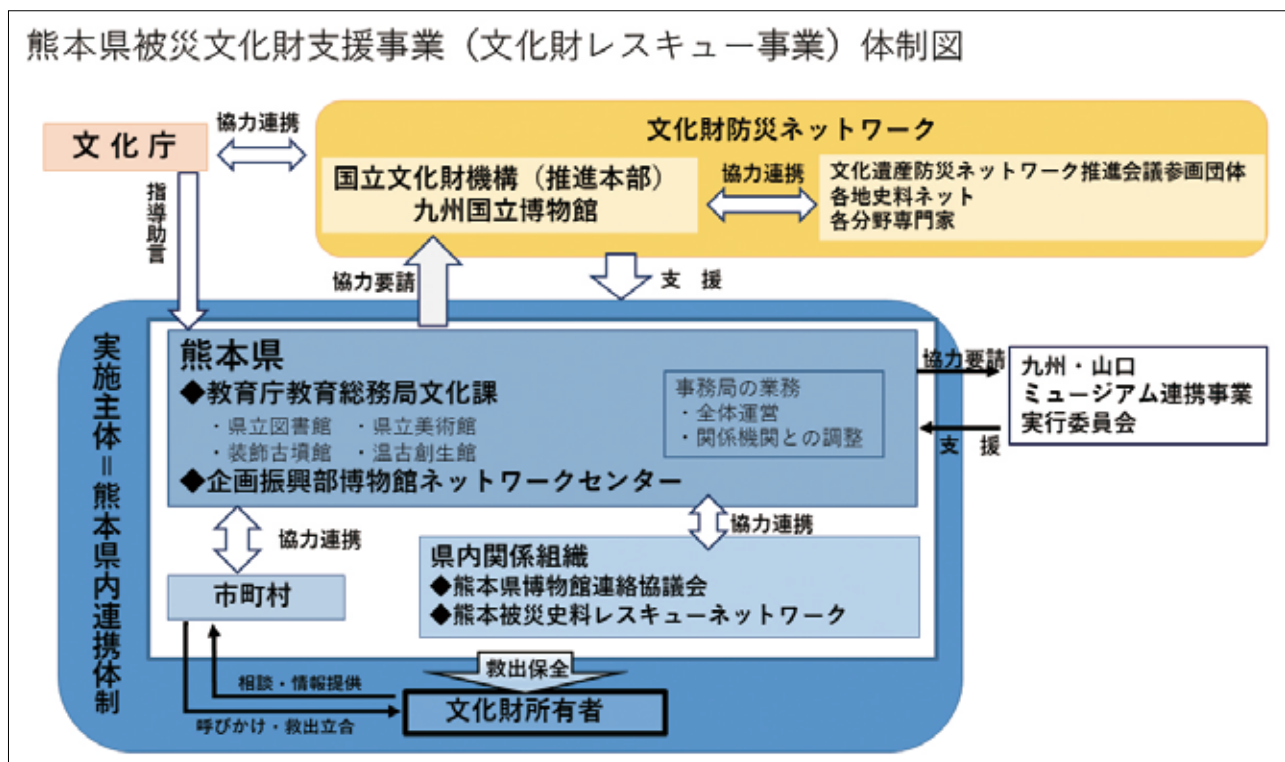 熊本県被災文化財支援事業（文化財レスキュー事業）体制図
文化庁
協力連携
文化財防災ネットワーク
国立文化財機構（推進本部）
九州国立博物館
協力連携
文化遺産防災ネットワーク推進会議参画団体
各地史料ネット
各分野専門家
指導助言
協力要請
支　援
実施主体＝熊本県内連携体制
熊本県
◆教育庁教育総務局文化課
・県立図書館　・県立美術館
・装飾古墳館　・温古創生館
◆企画振興部博物館ネットワークセンター
事務局の業務
・全体運営
・関係機関との調整
協力要請
支　援
九州・山口
ミュージアム連携事業
実行委員会
協力連携
協力連携
市町村
県内関係組織
◆熊本県博物館連絡協議会
◆熊本被災史料レスキューネットワーク
救出保全
相談・情報提供
呼びかけ・救出立合
文化財所有者